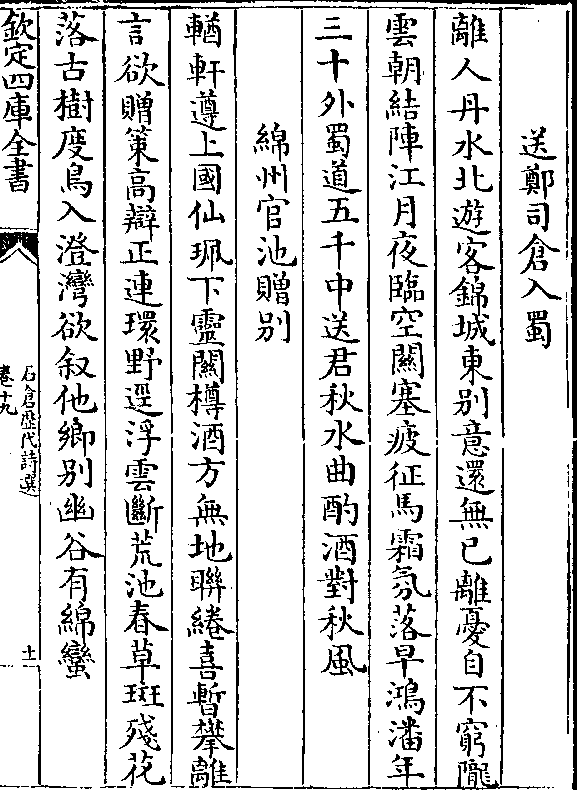 送鄭司倉入蜀
離人丹水北遊客錦城東別意還無已離憂自不窮隴
雲朝結陣江月夜臨空關塞疲征馬霜氛落早鴻潘年
三十外蜀道五千中送君秋水曲酌酒對秋風
綿州官池贈別
輶軒遵上國仙珮下靈關樽酒方無地聯綣喜暫攀離
言欲贈策高辯正連環野逕浮雲斷荒池春草斑殘花
落古樹度鳥入澄灣欲叙他鄉別幽谷有綿蠻
欽定四庫全書
石倉歴代詩選
卷十九
十一